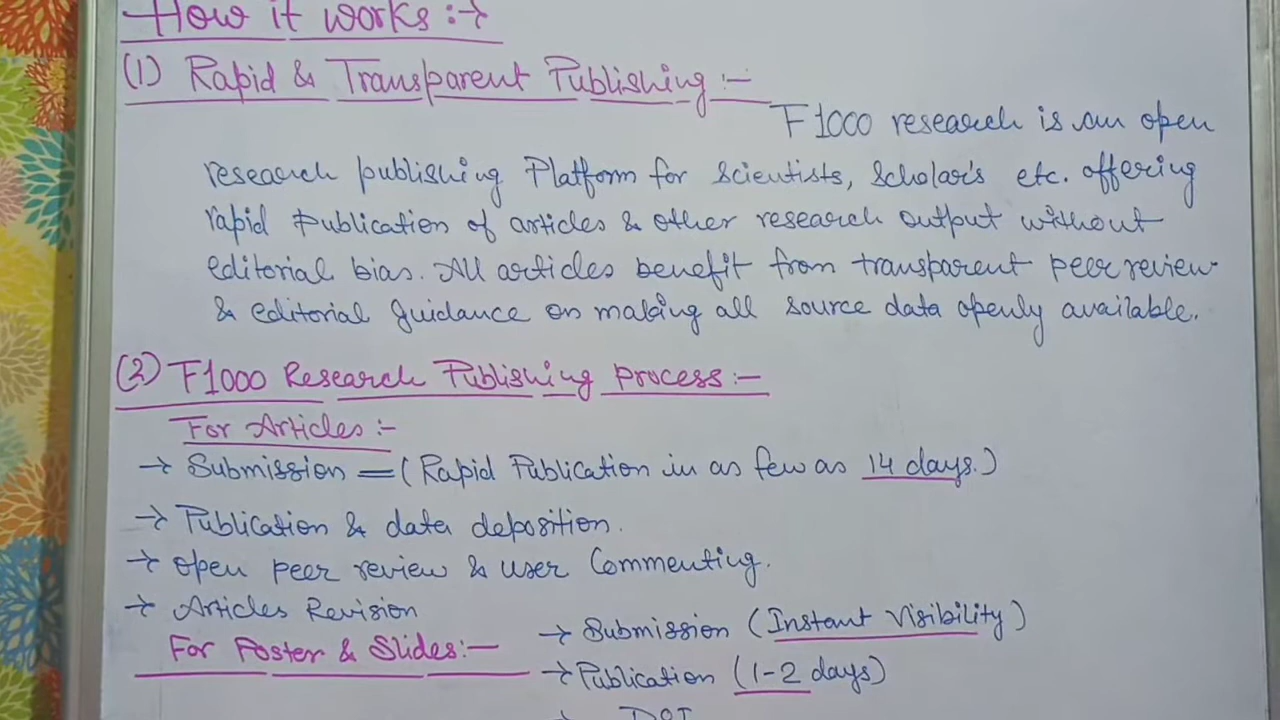 How it works :→
(1) Rapid & Transparent Publishing :-
F1000 research is an open
research publishing Platform for Scientists, Scholar's etc. offering
rapid publication of articles & other research output without
editorial bias. All articles benefit from transparent peer review
& editorial guidance on making all source data openly available.
(2) F1000 Research Publishing process :-
For Articles :-
→ Submission = (Rapid Publication in as few as 14 days.)
→ Publication & data deposition.
→ open peer review & user Commenting.
→ Articles Revision
For Poster & Slides :-
→ Submission (Instant Visibility)
→ Publication (1-2 days)
→ DOI